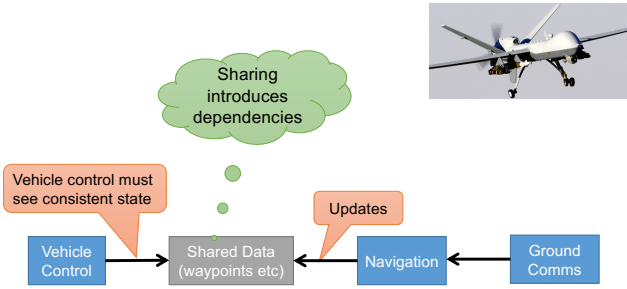 Sharing
introduces
dependencies
Vehicle control must
see consistent state
Updates
Vehicle
Control
Shared Data
(waypoints etc)
Navigation
Ground
Comms